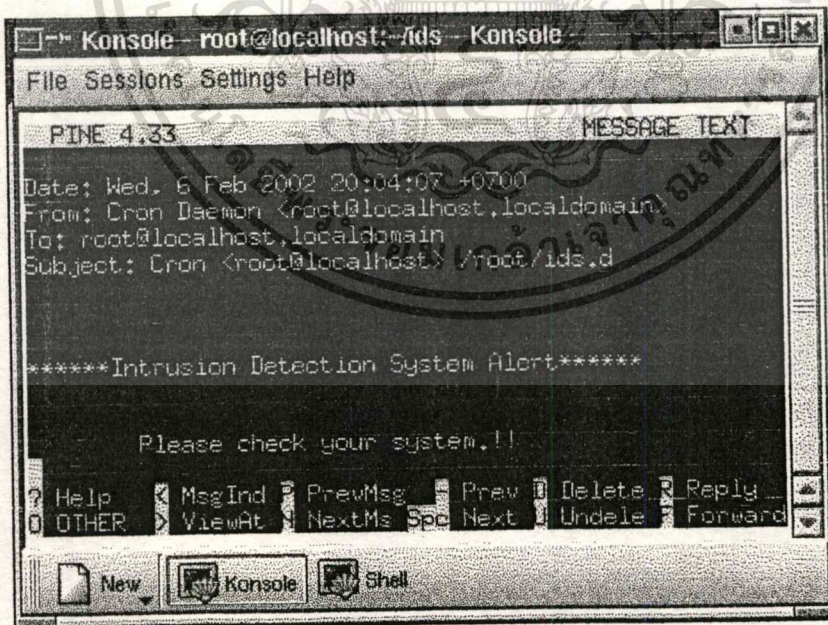 Konsole - root@localhost:~/ids - Konsole
File Sessions Settings Help
PINE 4.33 MESSAGE TEXT
Date: Wed, 6 Feb 2002 20:04:07 +0700
From: Cron Daemon <root@localhost.localdomain>
To: root@localhost.localdomain
Subject: Cron <root@localhost> /root/ids.d
******Intrusion Detection System Alert******
Please check your system.!!
? Help < MsgInd P PrevMsg - Prev D Delete R Reply
O OTHER > ViewAt N NextMs Spc Next U Undele F Forward
New Konsole Shell